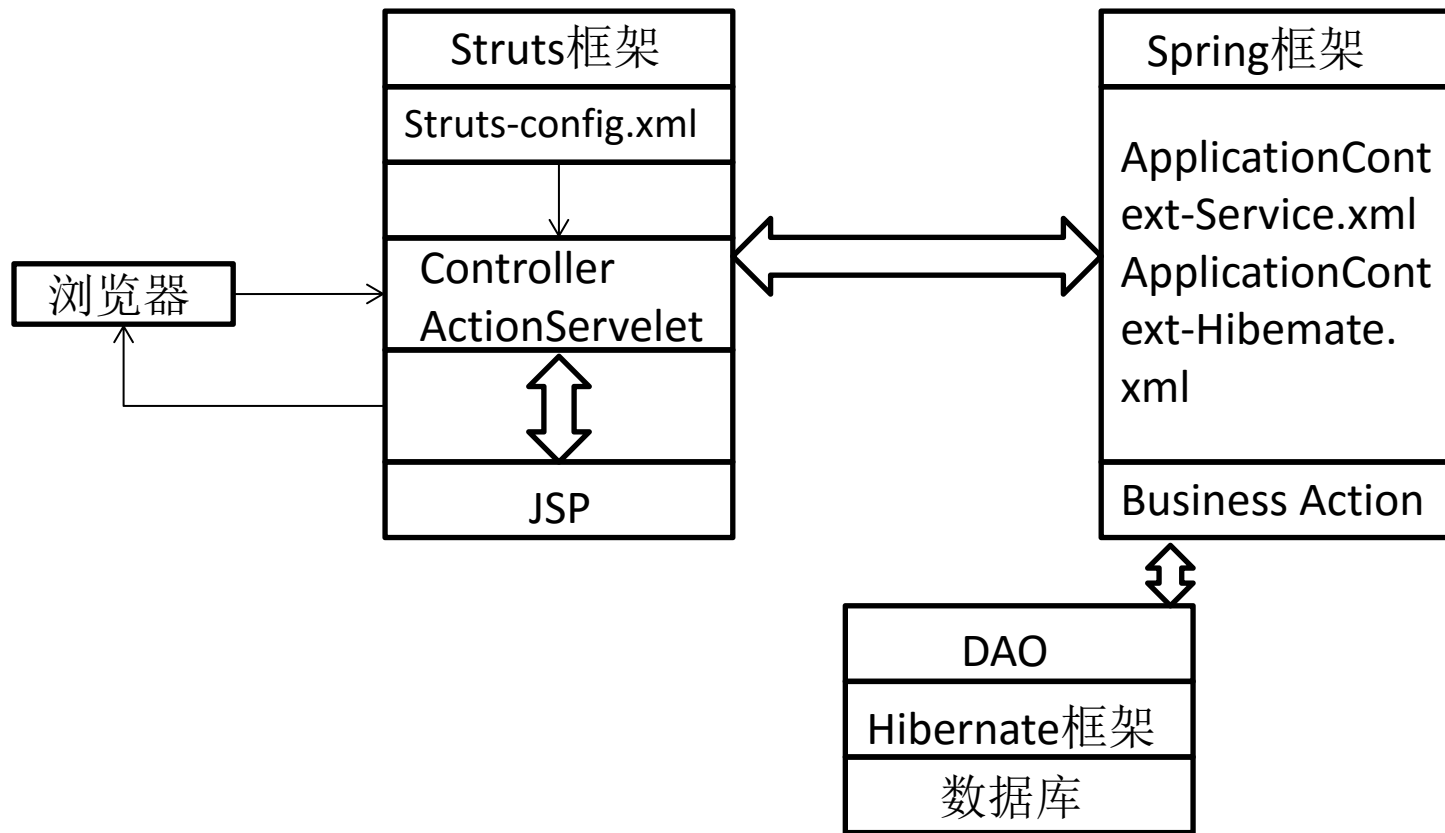 Struts框架
Struts-config.xml
Controller
ActionServelet
JSP
浏览器
Spring框架
ApplicationCont
ext-Service.xml
ApplicationCont
ext-Hibemate.
xml
Business Action
DAO
Hibernate框架
数据库